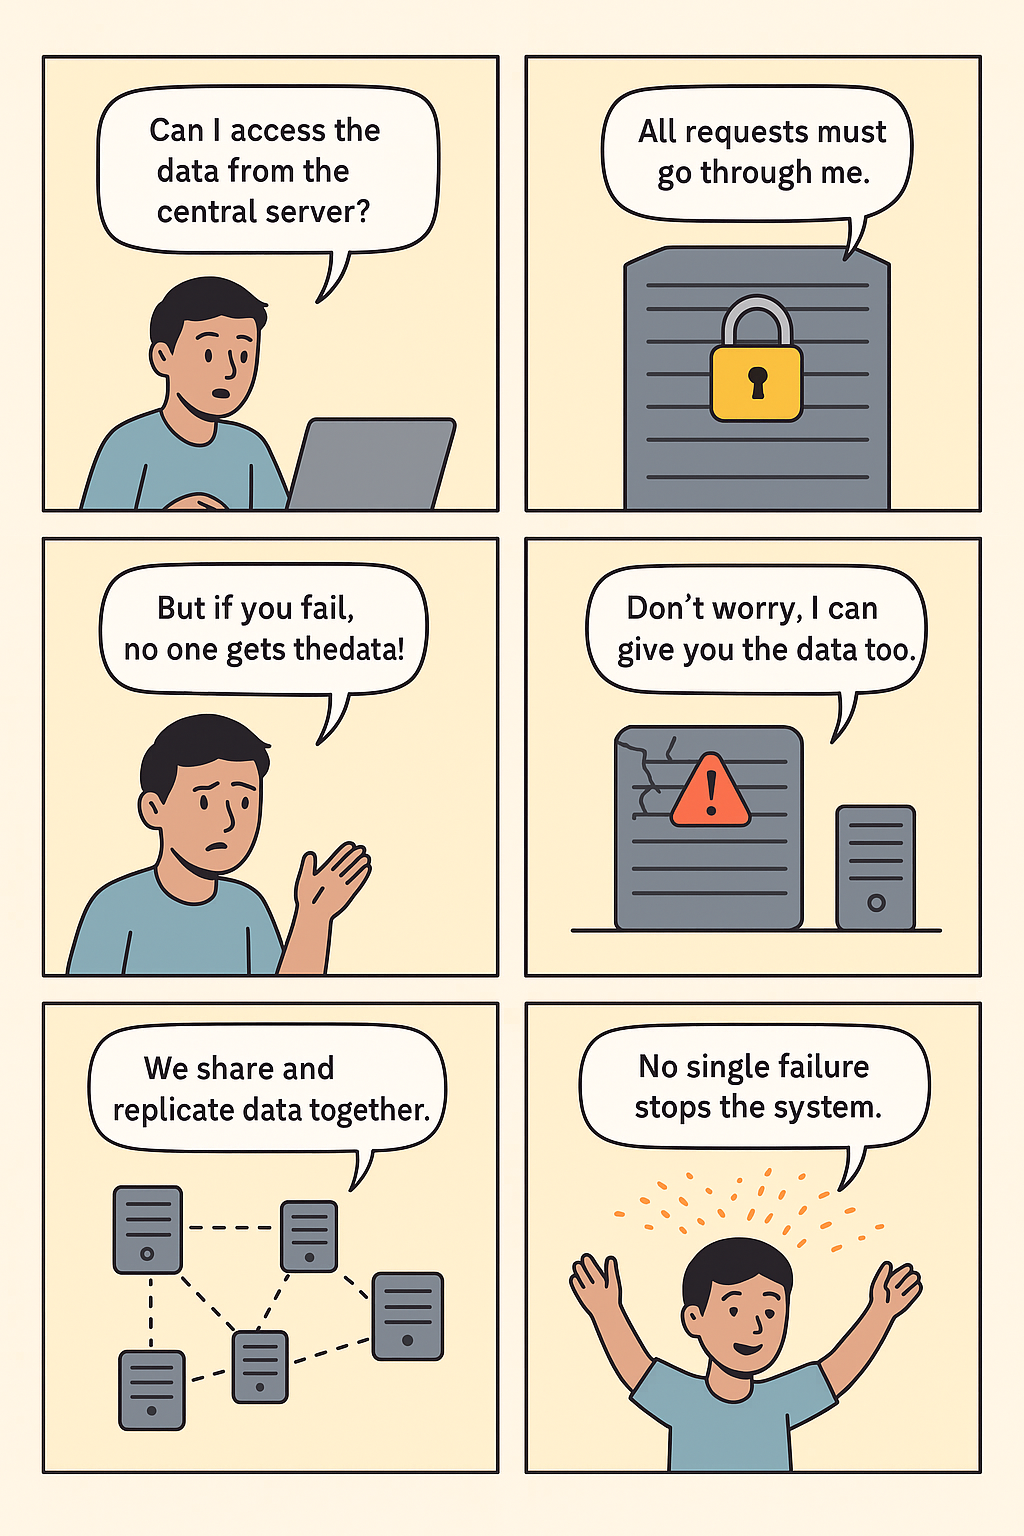 Can I access the
data from the
central server?
All requests must
go through me.
But if you fail,
no one gets thedata!
Don't worry, I can
give you the data too.
We share and
replicate data together.
No single failure
stops the system.